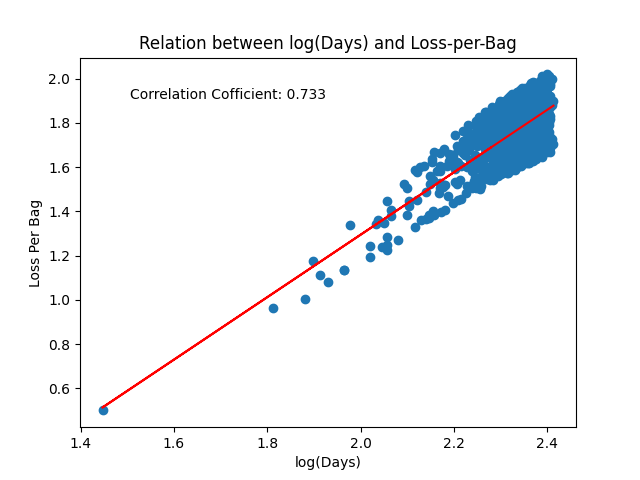 Relation between log(Days) and Loss-per-Bag
Correlation Cofficient: 0.733
Loss Per Bag
2.0
1.8
1.6
1.4
1.2
1.0
0.8
0.6
1.4 1.6 1.8 2.0 2.2 2.4
log(Days)